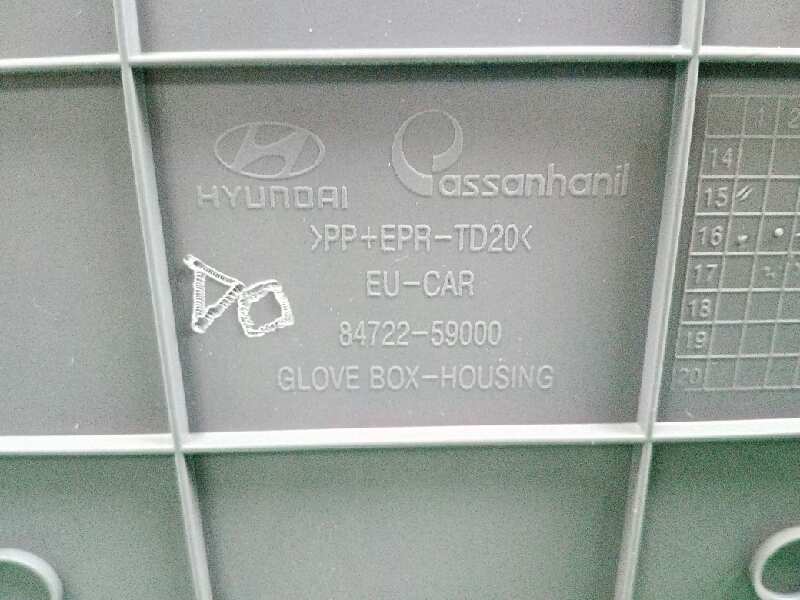 HYUNDAI Passanhanil
>PP+EPR-TD20<
EU-CAR
84722-59000
GLOVE BOX-HOUSING
1 2
14
15
16
17
18
19
20